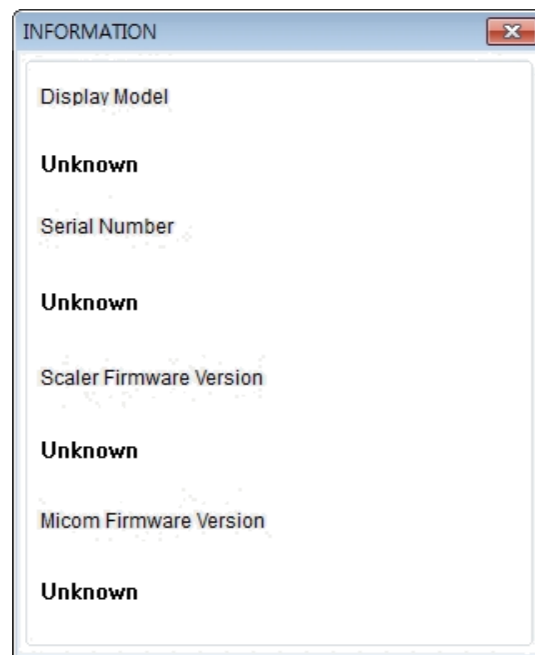 INFORMATION
Display Model
Unknown
Serial Number
Unknown
Scaler Firmware Version
Unknown
Micom Firmware Version
Unknown